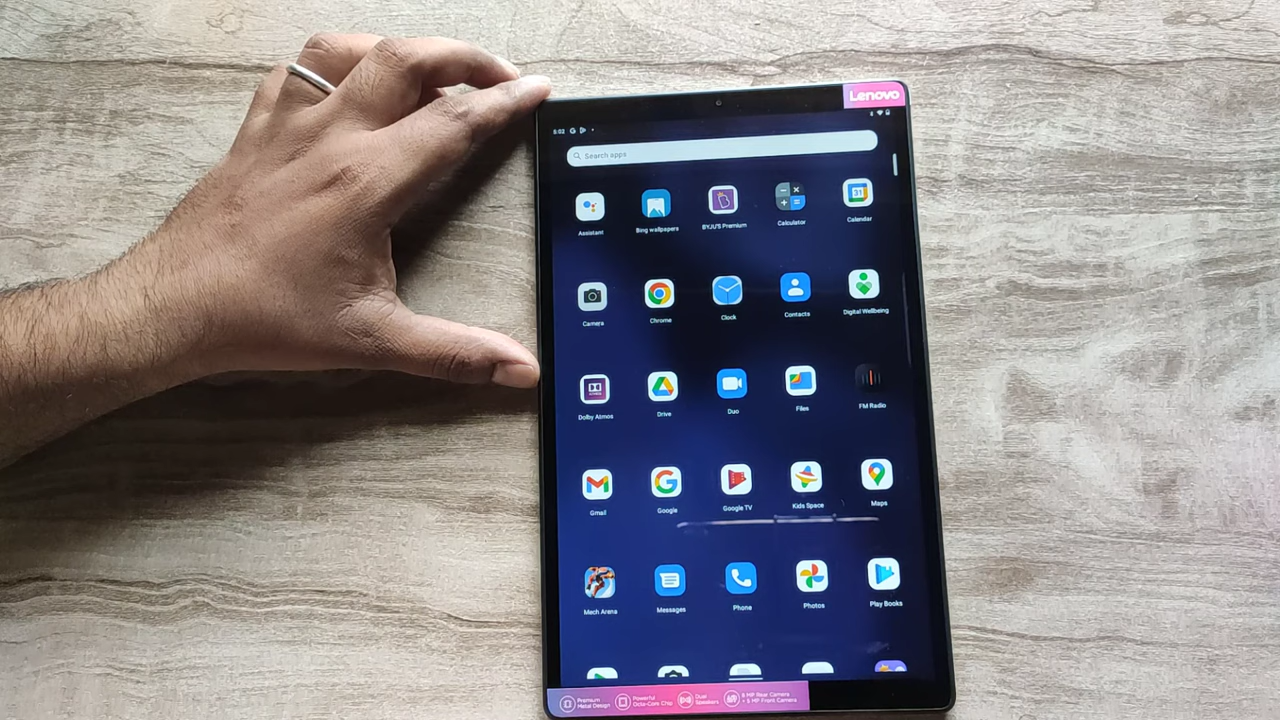 Lenovo
5:02
Search apps
Assistant
Bing wallpapers
BYJU'S Premium
Calculator
31
Calendar
Camera
Chrome
Clock
Contacts
Digital Wellbeing
Dolby Atmos
Drive
Duo
Files
FM Radio
Gmail
Google
Google TV
Kids Space
Maps
Mech Arena
Messages
Phone
Photos
Play Books
Premium
Metal Design
Powerful
Octa-Core Chip
Dual
Speakers
8 MP Rear Camera
+ 5 MP Front Camera